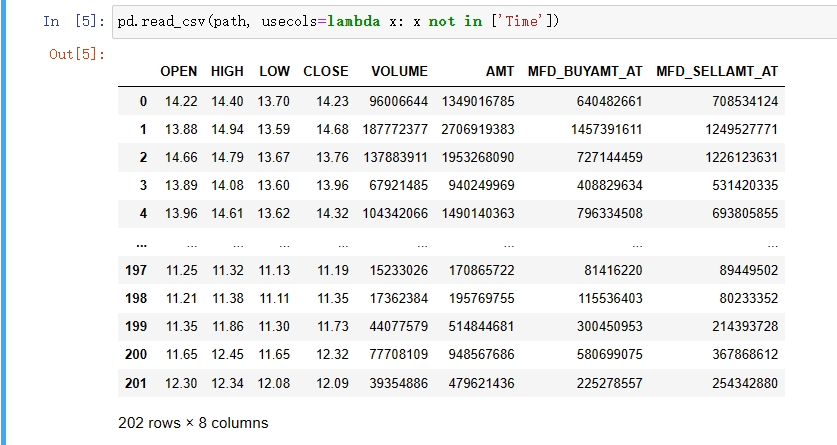 In [5]: pd.read_csv(path, usecols=lambda x: x not in ['Time'])
Out[5]:
OPEN HIGH LOW CLOSE VOLUME AMT MFD_BUYAMT_AT MFD_SELLAMT_AT
0 14.22 14.40 13.70 14.23 96006644 1349016785 640482661 708534124
1 13.88 14.94 13.59 14.68 187772377 2706919383 1457391611 1249527771
2 14.66 14.79 13.67 13.76 137883911 1953268090 727144459 1226123631
3 13.89 14.08 13.60 13.96 67921485 940249969 408829634 531420335
4 13.96 14.61 13.62 14.32 104342066 1490140363 796334508 693805855
... ... ... ... ... ... ... ... ...
197 11.25 11.32 11.13 11.19 15233026 170865722 81416220 89449502
198 11.21 11.38 11.11 11.35 17362384 195769755 115536403 80233352
199 11.35 11.86 11.30 11.73 44077579 514844681 300450953 214393728
200 11.65 12.45 11.65 12.32 77708109 948567686 580699075 367868612
201 12.30 12.34 12.08 12.09 39354886 479621436 225278557 254342880
202 rows × 8 columns